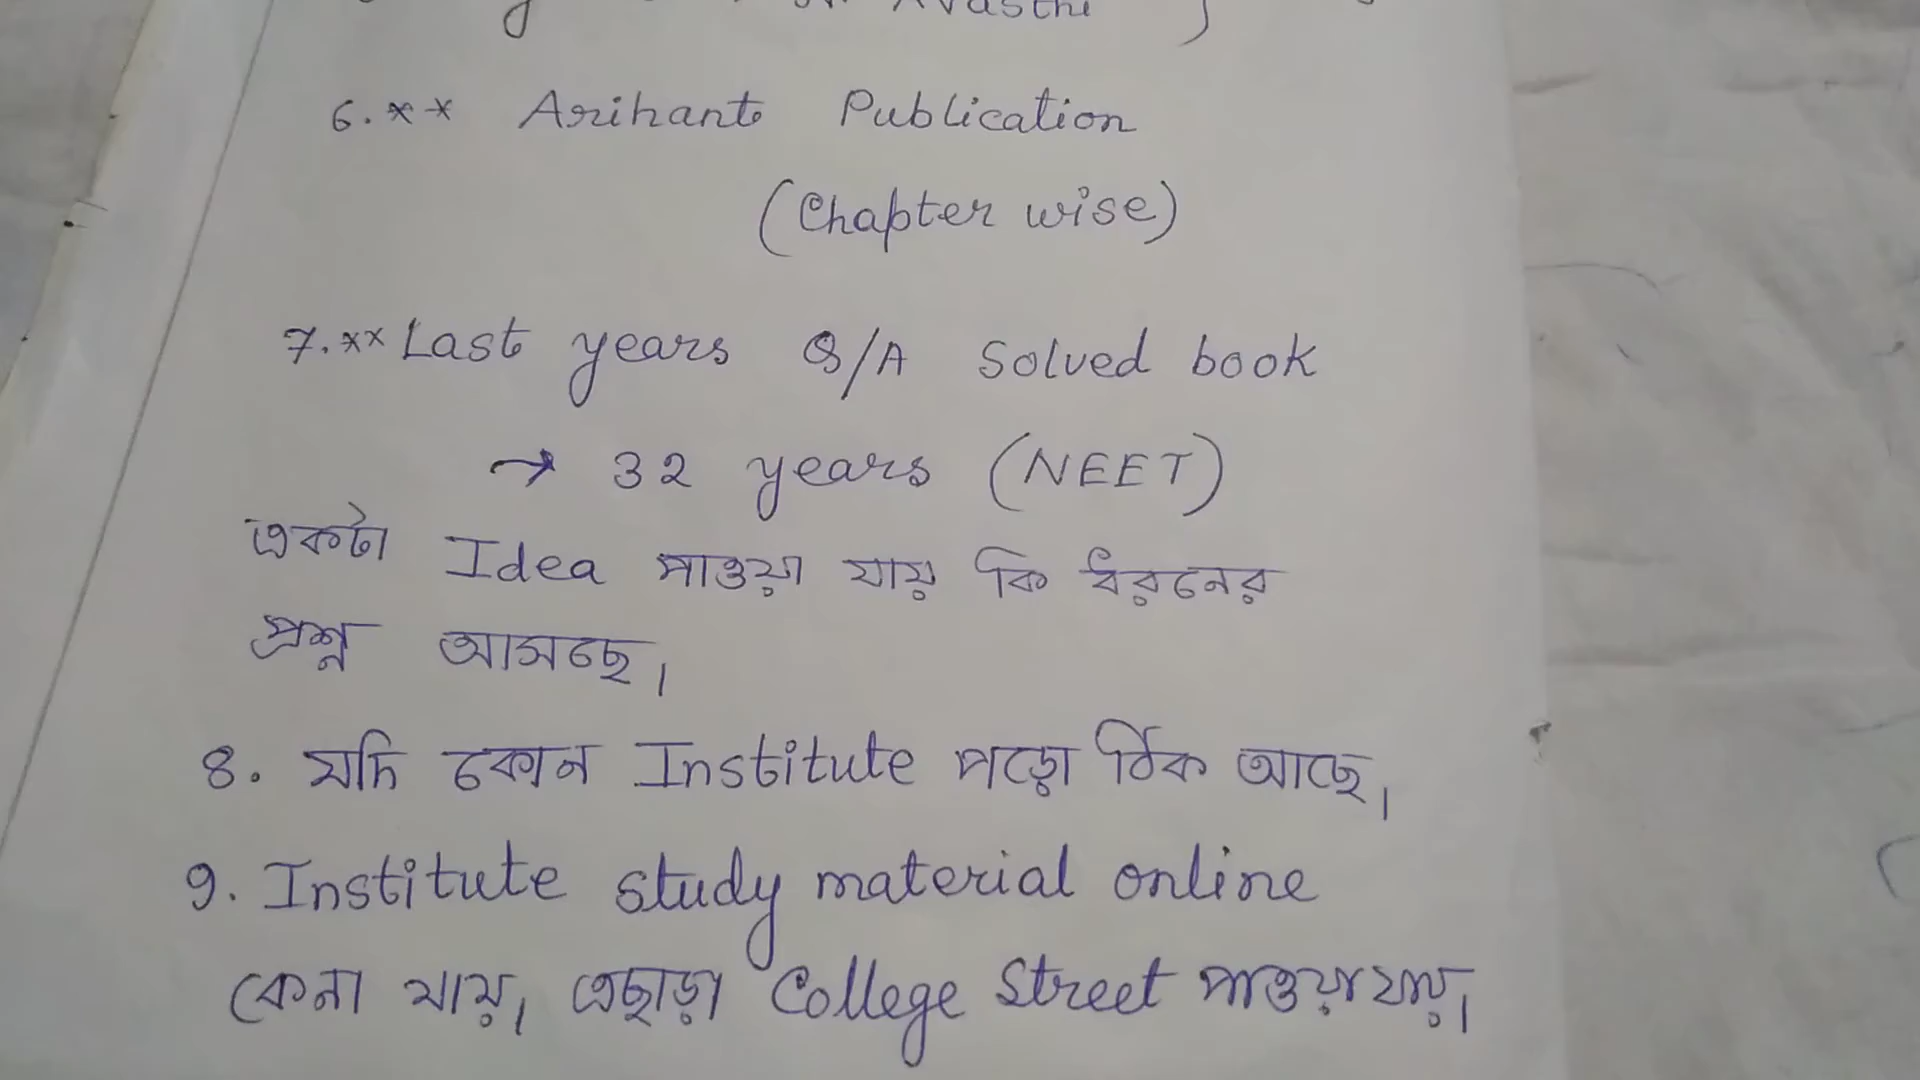 Avasthi )
6.** Arihant Publication
(Chapter wise)
7.** Last years Q/A Solved book
→ 32 years (NEET)
একটা Idea পাওয়া যায় কি ধরনের
প্রশ্ন আসছে।
8. যদি কোন Institute পড়ো ঠিক আছে।
9. Institute study material online
কেনা যায়। এছাড়া College Street পাওয়া যায়।